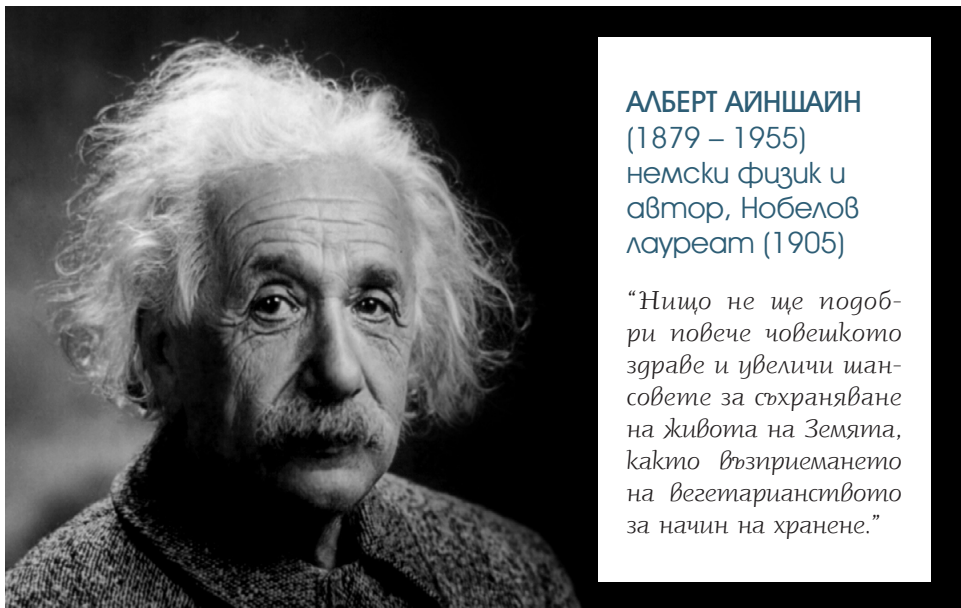 АЛБЕРТ АЙНШАЙН
(1879 – 1955)
немски физик и
автор, Нобелов
лауреат (1905)
“Нищо не ще подоб-
ри повече човешкото
здраве и увеличи шан-
совете за съхраняване
на живота на Земята,
както възприемането
на вегетарианството
за начин на хранене.”